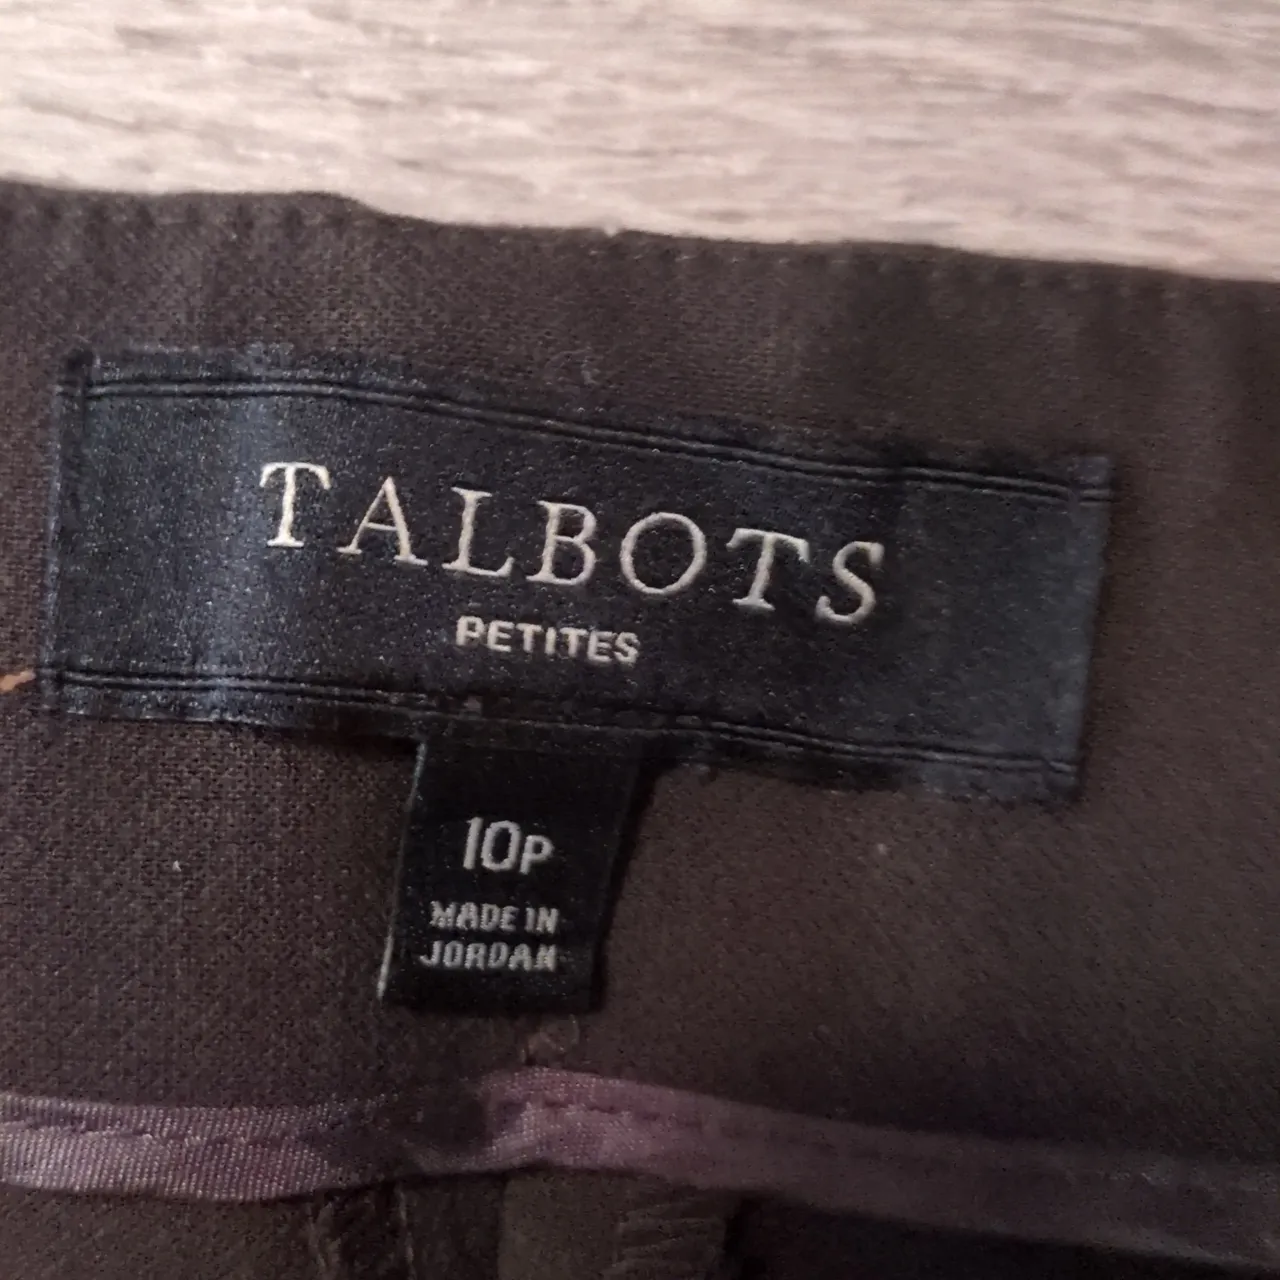 TALBOTS
PETITES
10P
MADE IN
JORDAN